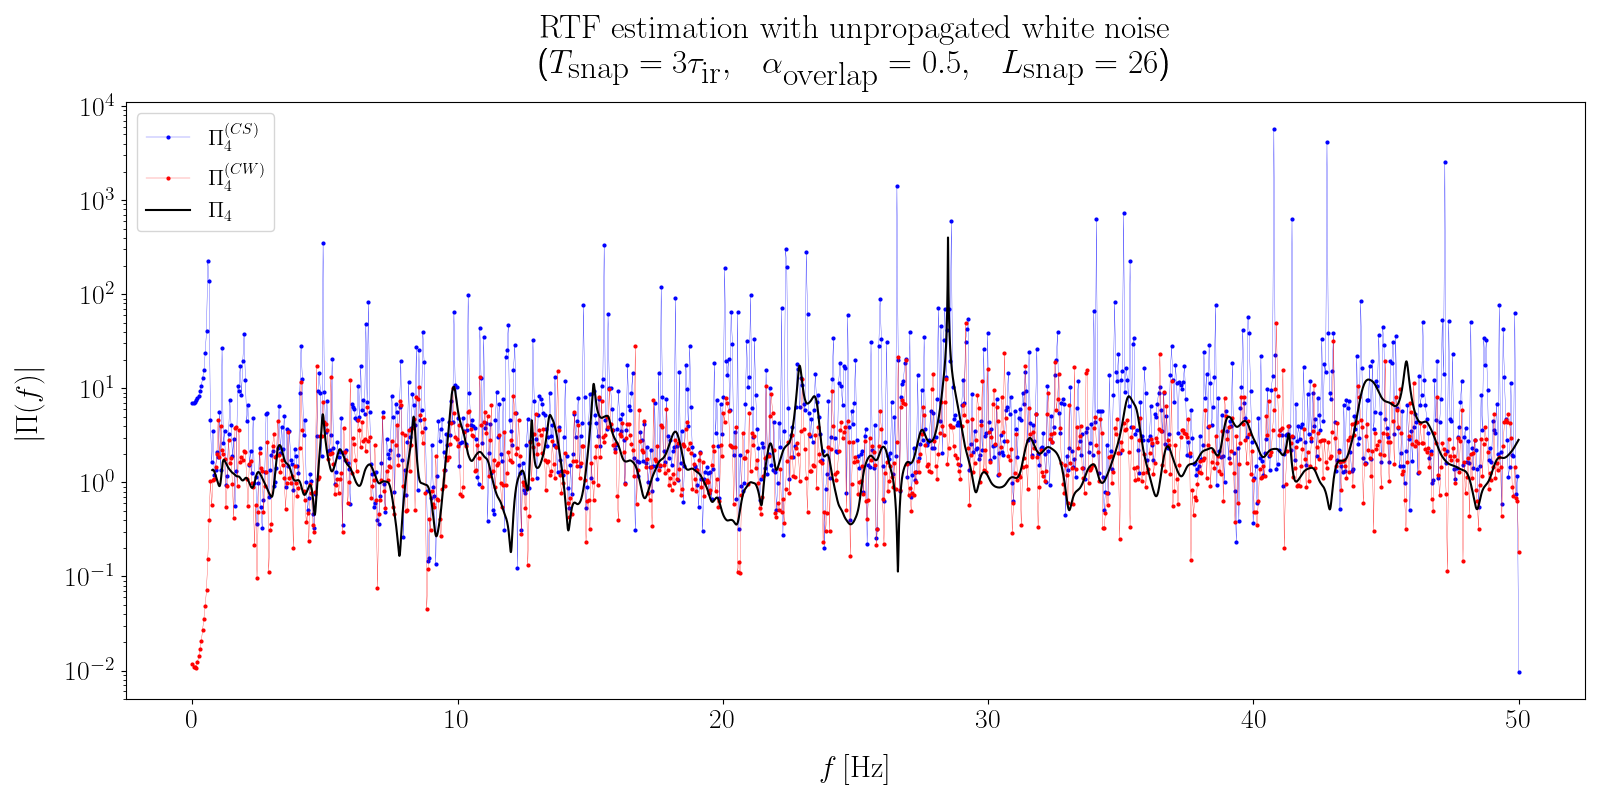 RTF estimation with unpropagated white noise
(T_snap = 3τ_ir, α_overlap = 0.5, L_snap = 26)
10^4
10^3
10^2
10^1
10^0
10^−1
10^−2
|Π(f)|
Π_4^(CS)
Π_4^(CW)
Π_4
0 10 20 30 40 50
f [Hz]